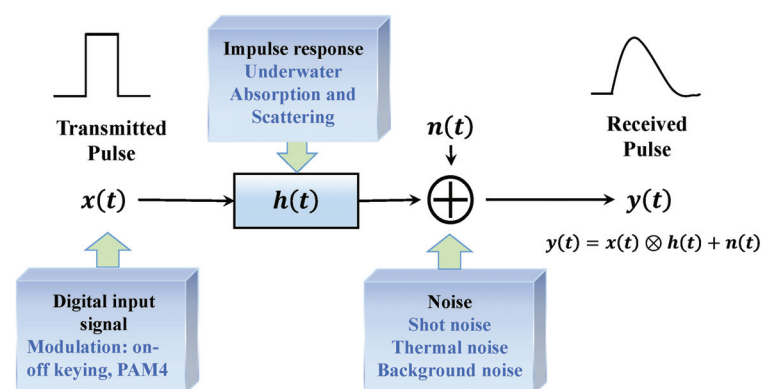 Impulse response
Underwater
Absorption and
Scattering
Transmitted
Pulse
n(t)
Received
Pulse
x(t)
h(t)
y(t)
y(t) = x(t) ⊗ h(t) + n(t)
Digital input
signal
Modulation: on-
off keying, PAM4
Noise
Shot noise
Thermal noise
Background noise